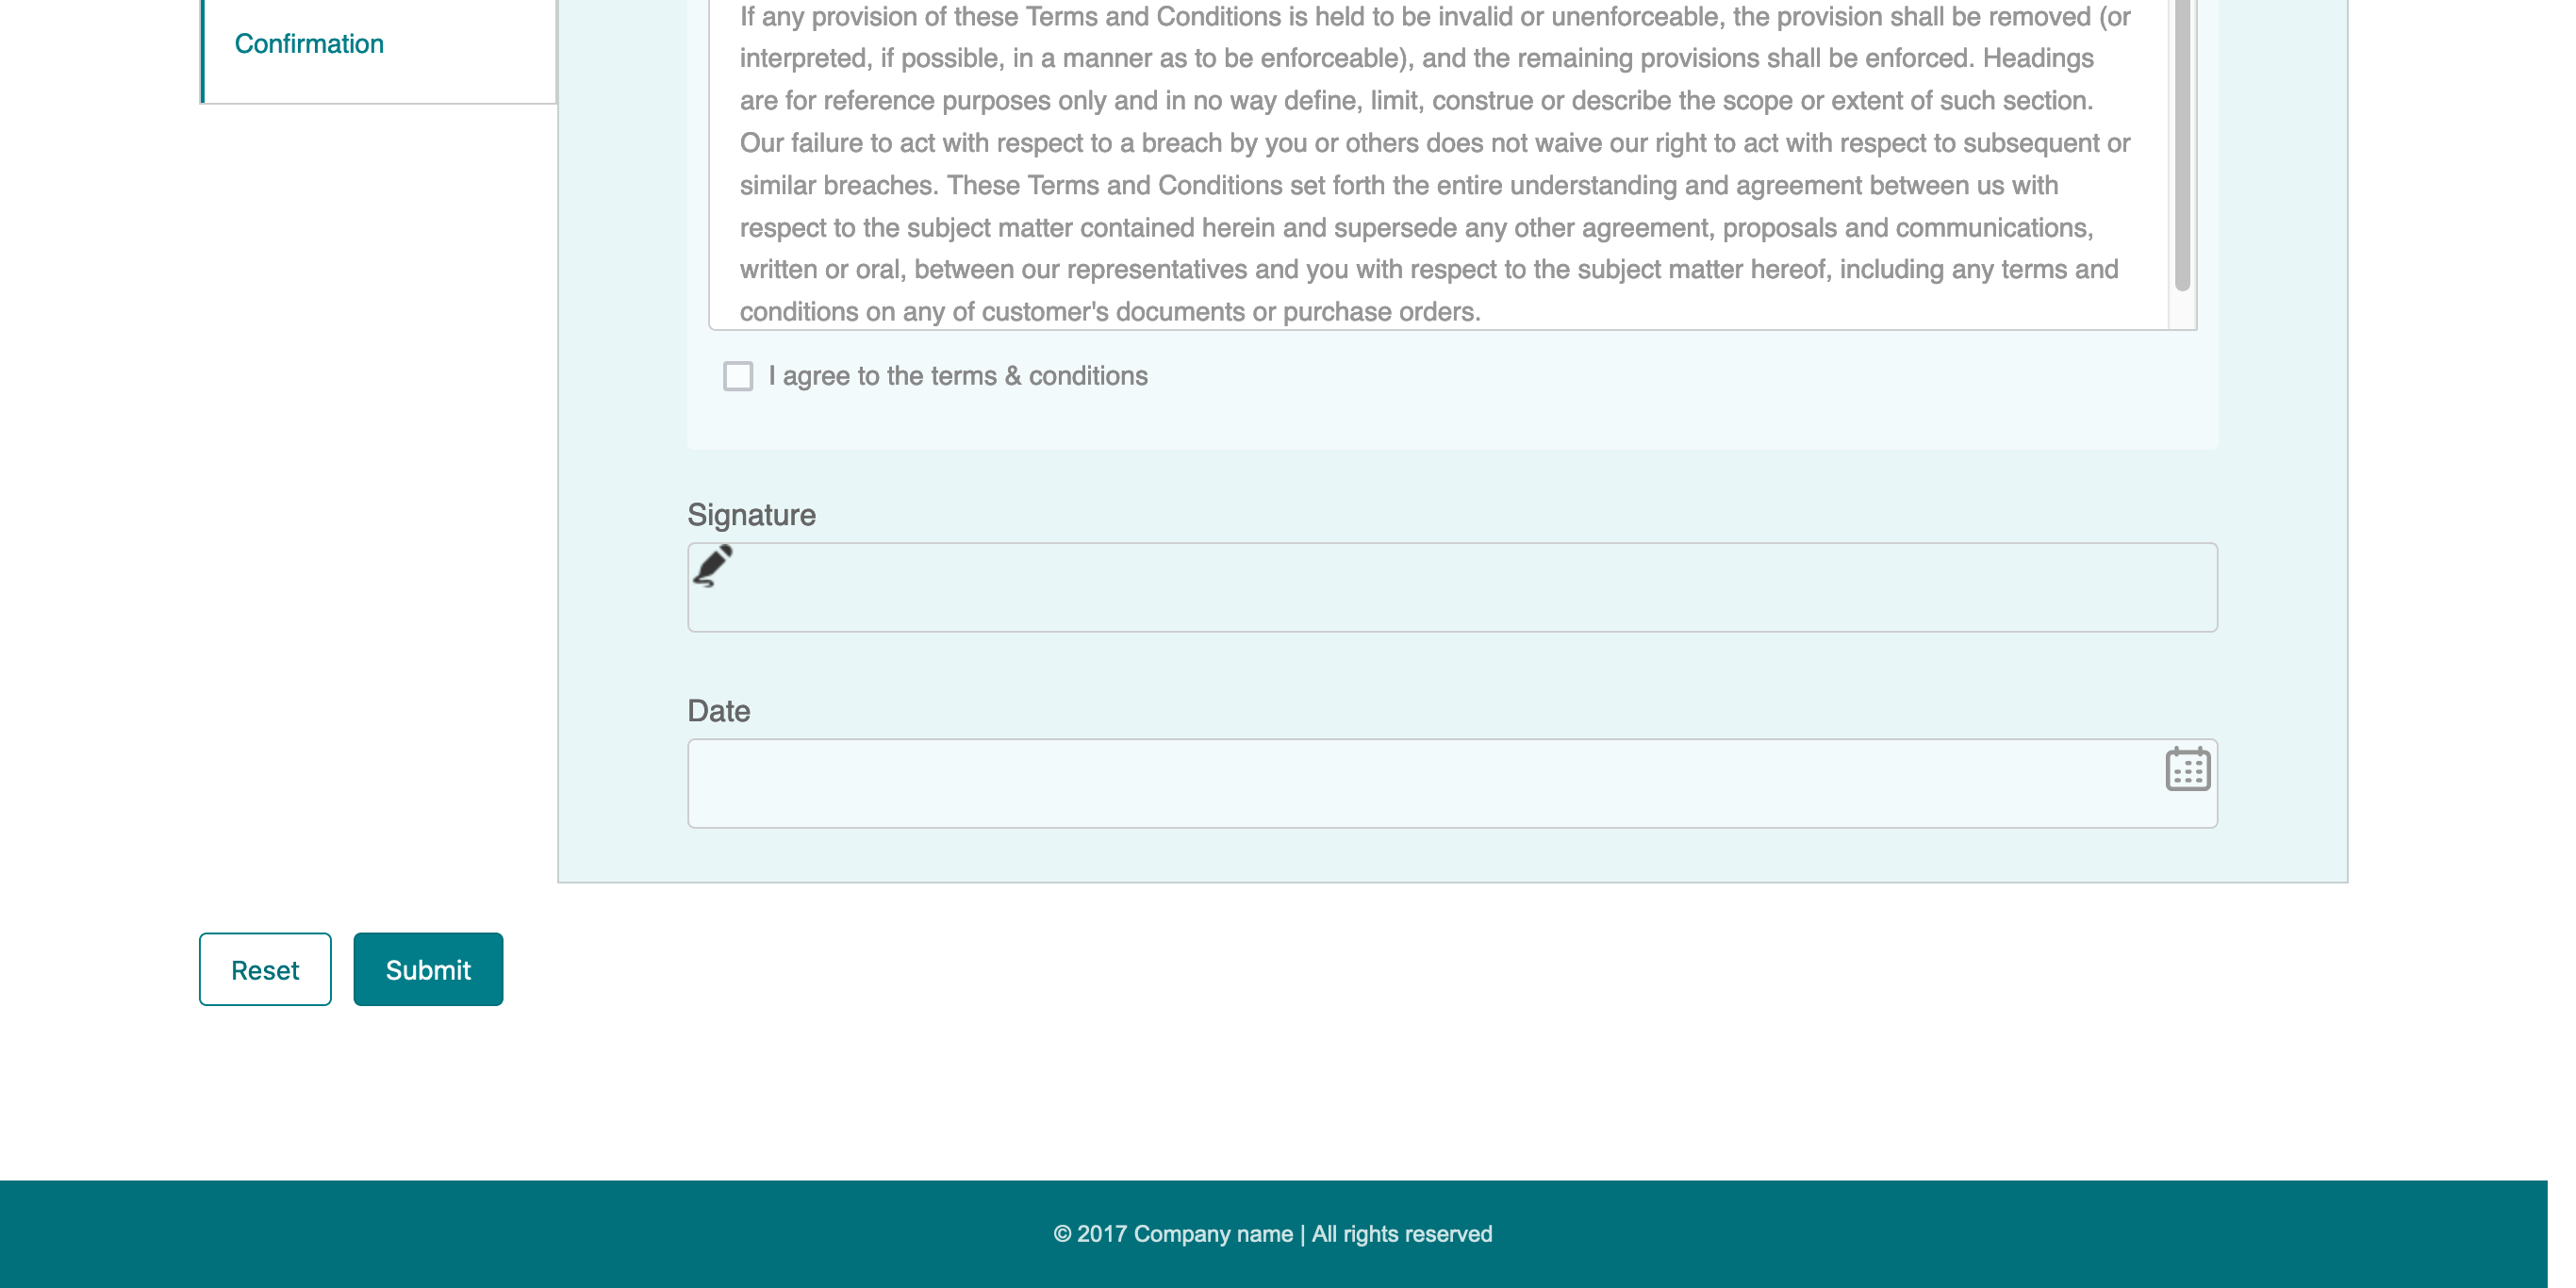 Confirmation
If any provision of these Terms and Conditions is held to be invalid or unenforceable, the provision shall be removed (or
interpreted, if possible, in a manner as to be enforceable), and the remaining provisions shall be enforced. Headings
are for reference purposes only and in no way define, limit, construe or describe the scope or extent of such section.
Our failure to act with respect to a breach by you or others does not waive our right to act with respect to subsequent or
similar breaches. These Terms and Conditions set forth the entire understanding and agreement between us with
respect to the subject matter contained herein and supersede any other agreement, proposals and communications,
written or oral, between our representatives and you with respect to the subject matter hereof, including any terms and
conditions on any of customer's documents or purchase orders.
I agree to the terms & conditions
Signature
Date
Reset
Submit
© 2017 Company name | All rights reserved